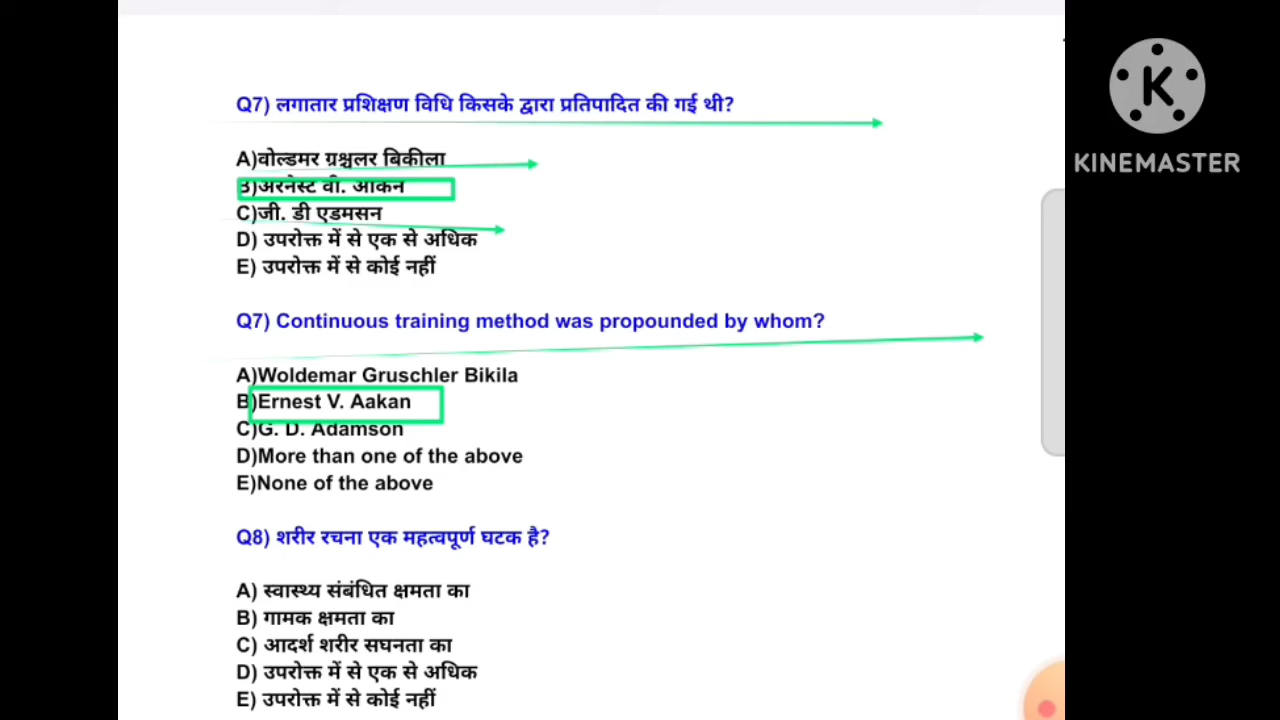 Q7) लगातार प्रशिक्षण विधि किसके द्वारा प्रतिपादित की गई थी?
A)वोल्डमर ग्रश्चलर बिकीला
B)अरनेस्ट वी. आकन
C)जी. डी एडमसन
D) उपरोक्त में से एक से अधिक
E) उपरोक्त में से कोई नहीं
Q7) Continuous training method was propounded by whom?
A)Woldemar Gruschler Bikila
B)Ernest V. Aakan
C)G. D. Adamson
D)More than one of the above
E)None of the above
Q8) शरीर रचना एक महत्वपूर्ण घटक है?
A) स्वास्थ्य संबंधित क्षमता का
B) गामक क्षमता का
C) आदर्श शरीर सघनता का
D) उपरोक्त में से एक से अधिक
E) उपरोक्त में से कोई नहीं
K
KINEMASTER